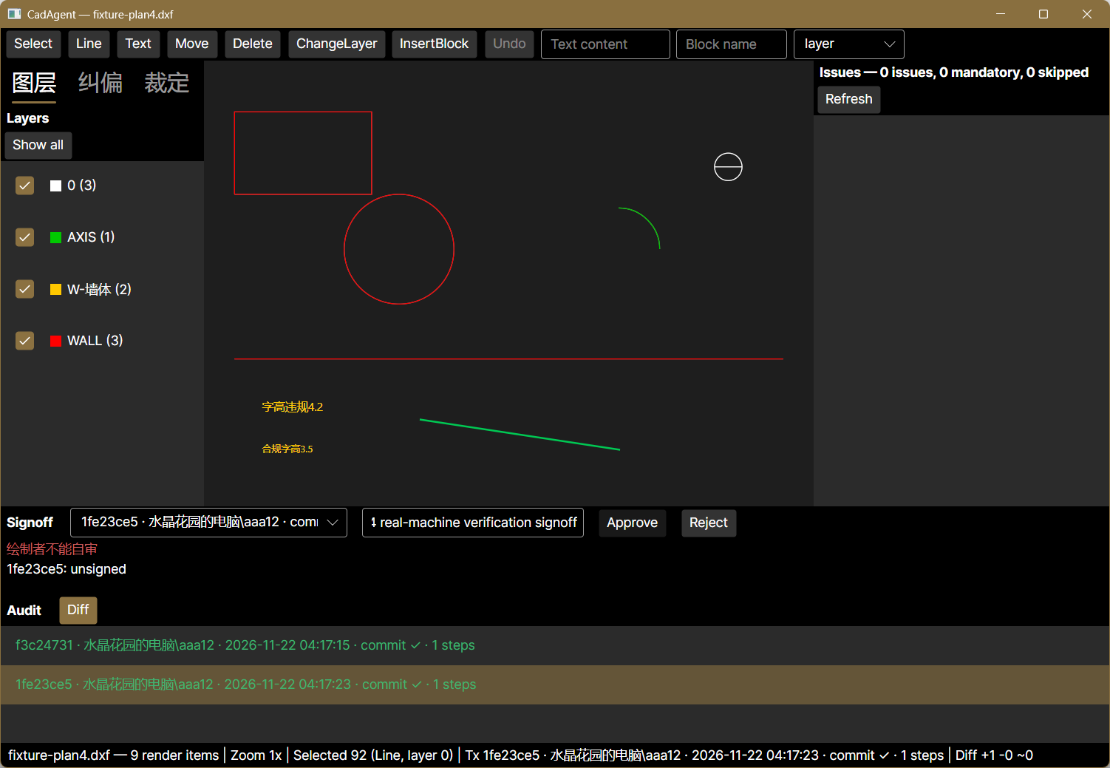 CadAgent — fixture-plan4.dxf
Select Line Text Move Delete ChangeLayer InsertBlock Undo Text content Block name layer
图层 纠偏 裁定
Layers
Show all
0 (3)
AXIS (1)
W-墙体 (2)
WALL (3)
字高违规4.2
合规字高3.5
Issues — 0 issues, 0 mandatory, 0 skipped
Refresh
Signoff 1fe23ce5 · 水晶花园的电脑\aaa12 · com real-machine verification signoff Approve Reject
绘制者不能自审
1fe23ce5: unsigned
Audit Diff
f3c24731 · 水晶花园的电脑\aaa12 · 2026-11-22 04:17:15 · commit ✓ · 1 steps
1fe23ce5 · 水晶花园的电脑\aaa12 · 2026-11-22 04:17:23 · commit ✓ · 1 steps
fixture-plan4.dxf — 9 render items | Zoom 1x | Selected 92 (Line, layer 0) | Tx 1fe23ce5 · 水晶花园的电脑\aaa12 · 2026-11-22 04:17:23 · commit ✓ · 1 steps | Diff +1 -0 ~0